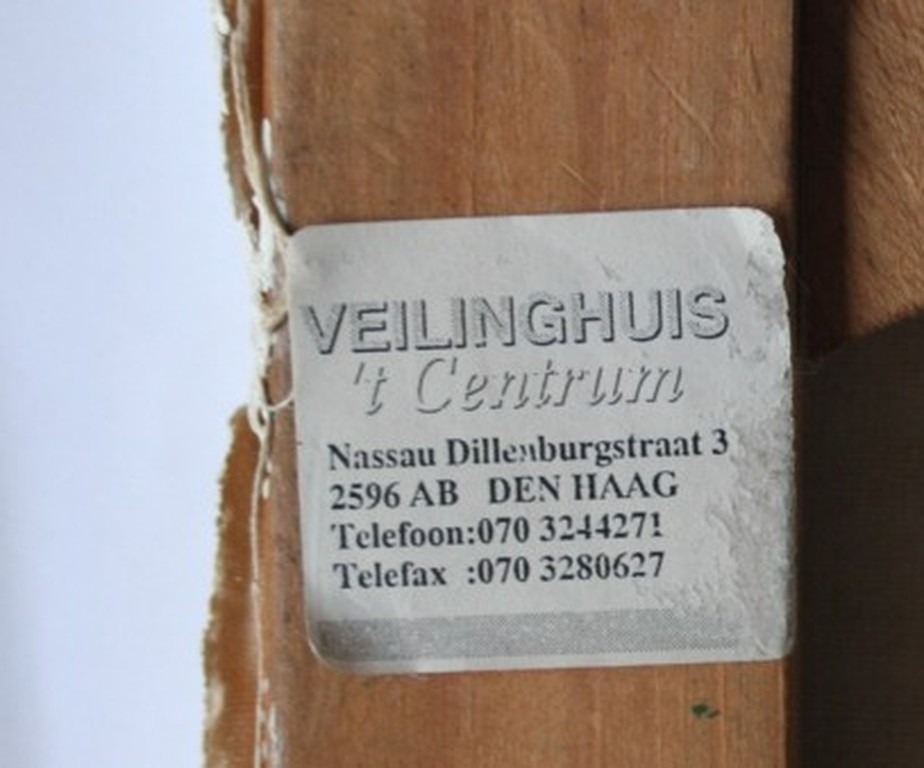 VEILINGHUIS
't Centrum
Nassau Dillenburgstraat 3
2596 AB DEN HAAG
Telefoon:070 3244271
Telefax :070 3280627